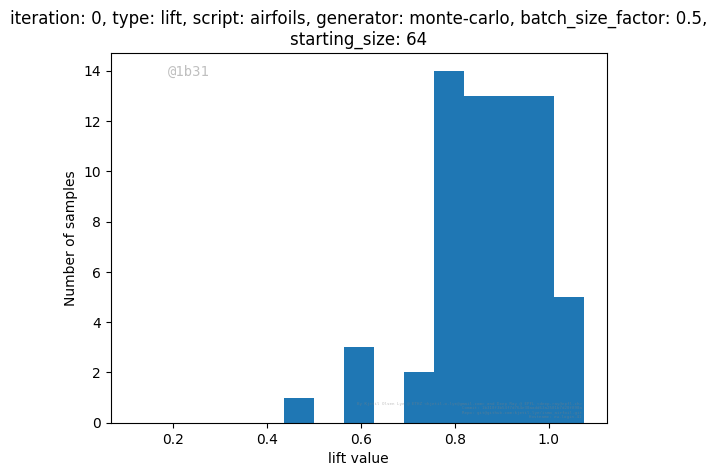 iteration: 0, type: lift, script: airfoils, generator: monte-carlo, batch_size_factor: 0.5,
starting_size: 64
@1b31
14
12
10
8
6
4
2
0
Number of samples
0.2 0.4 0.6 0.8 1.0
lift value